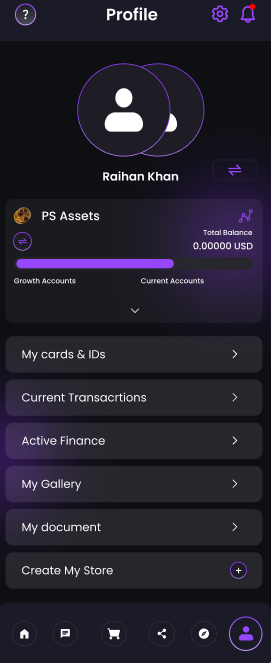 ?
Profile
Raihan Khan
PS Assets
Total Balance
0.00000 USD
Growth Accounts
Current Accounts
My cards & IDs
Current Transacrtions
Active Finance
My Gallery
My document
Create My Store